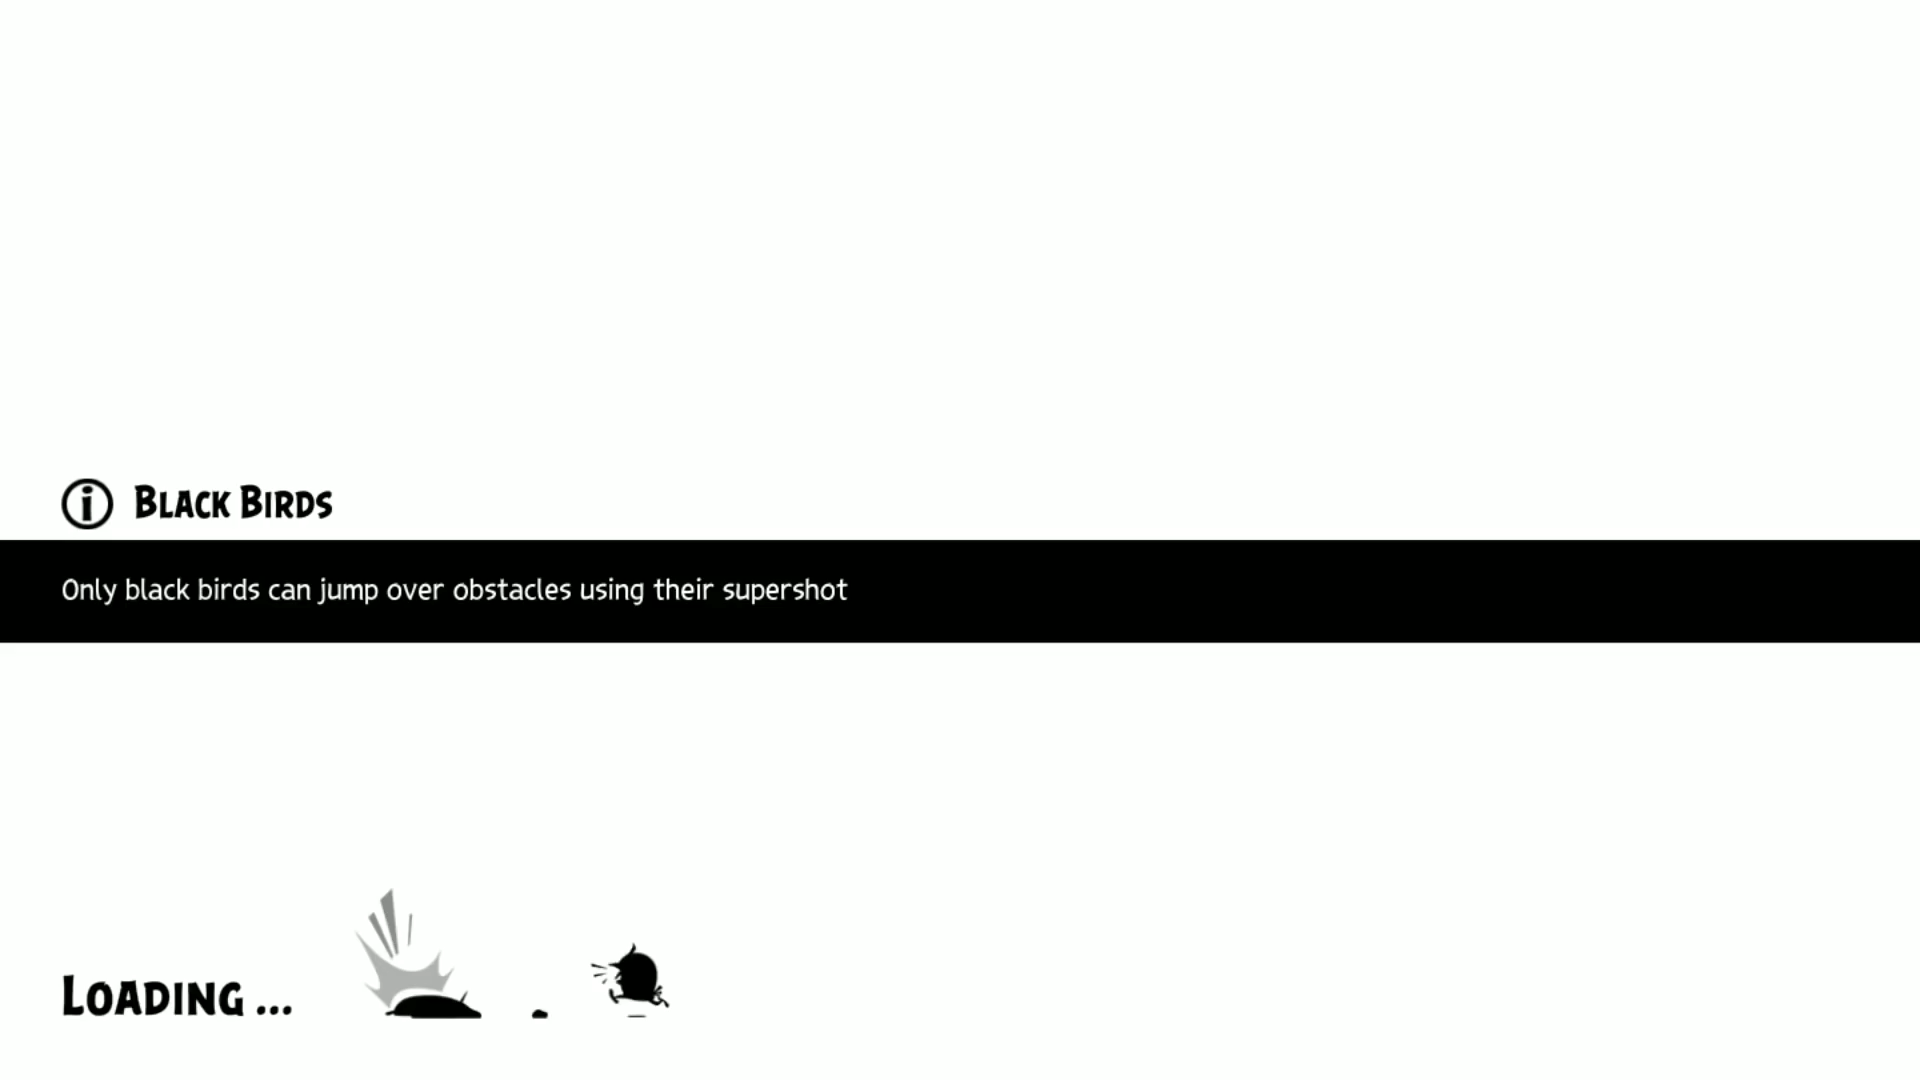 Black Birds
Only black birds can jump over obstacles using their supershot
Loading ...